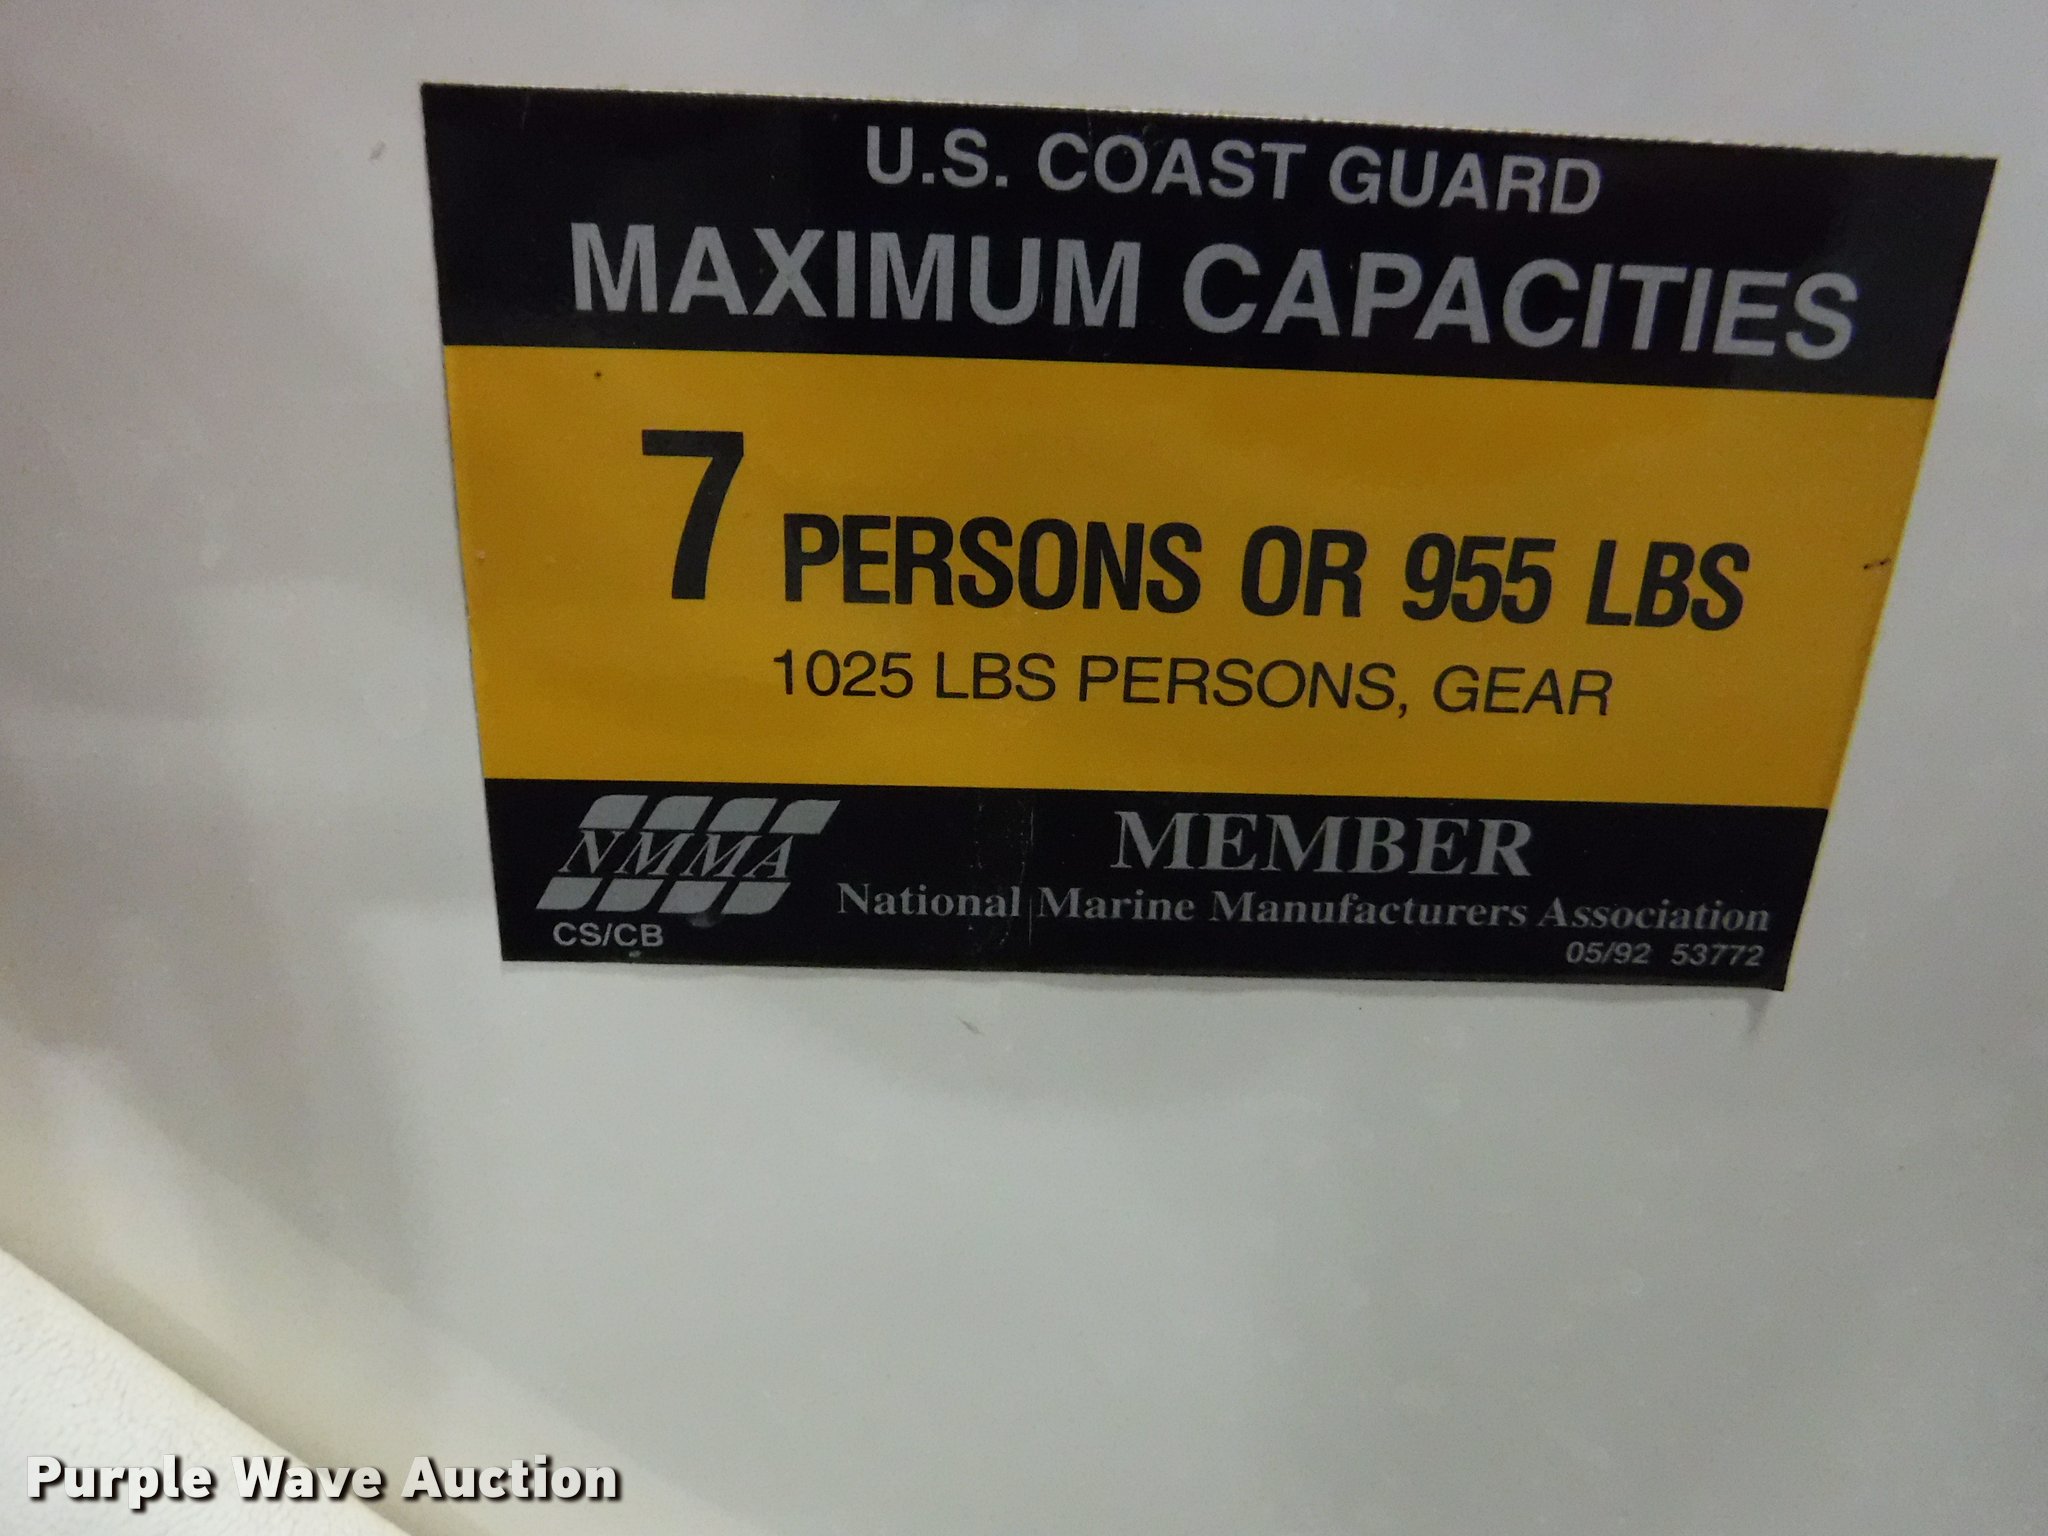 U.S. COAST GUARD
MAXIMUM CAPACITIES
7 PERSONS OR 955 LBS
1025 LBS PERSONS, GEAR
NMMA
CS/CB
MEMBER
National Marine Manufacturers Association
05/92 53772
Purple Wave Auction